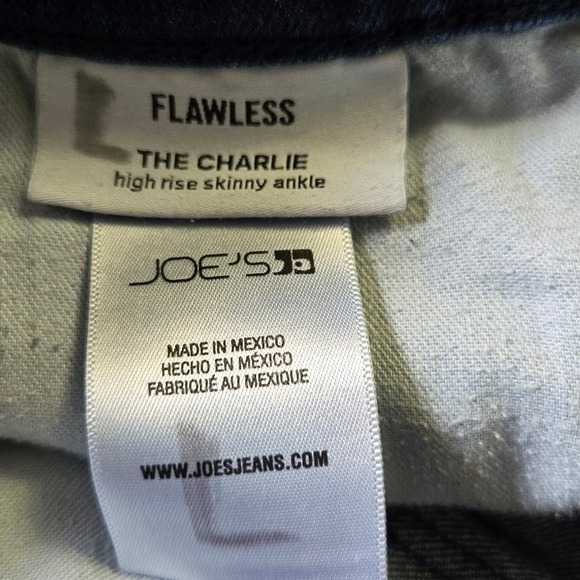 L
FLAWLESS
THE CHARLIE
high rise skinny ankle
JOE'S
MADE IN MEXICO
HECHO EN MÉXICO
FABRIQUÉ AU MEXIQUE
WWW.JOESJEANS.COM
L